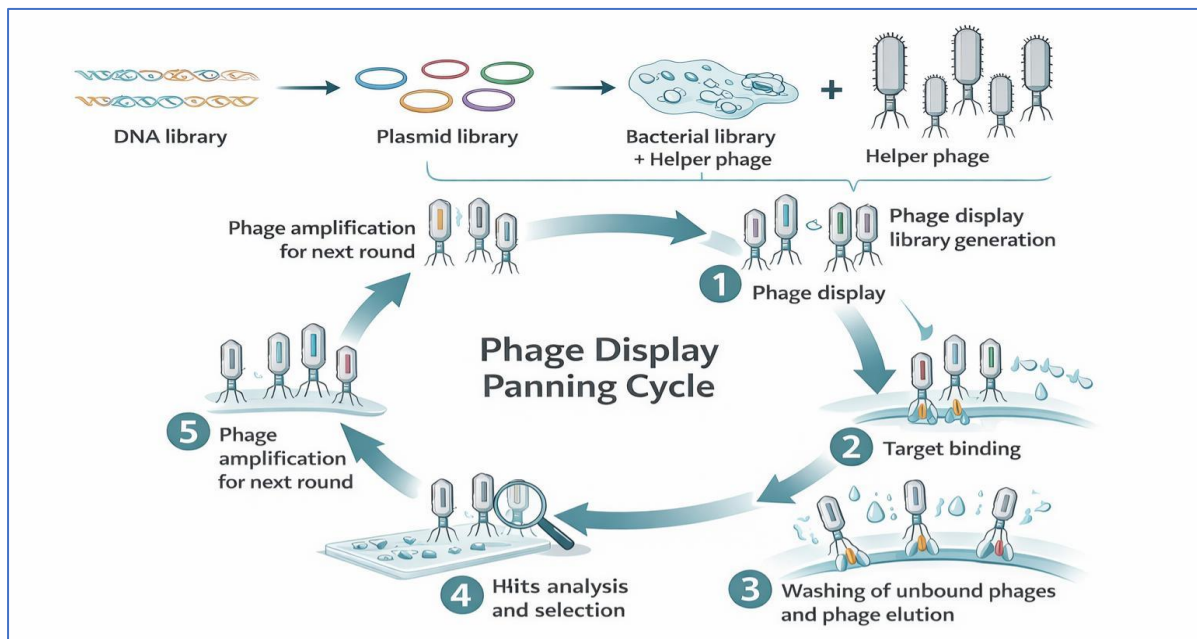 DNA library
Plasmid library
Bacterial library
+ Helper phage
+
Helper phage
Phage amplification
for next round
Phage display
library generation
1 Phage display
Phage Display
Panning Cycle
2 Target binding
3 Washing of unbound phages
and phage elution
4 Hits analysis
and selection
5 Phage
amplification
for next round